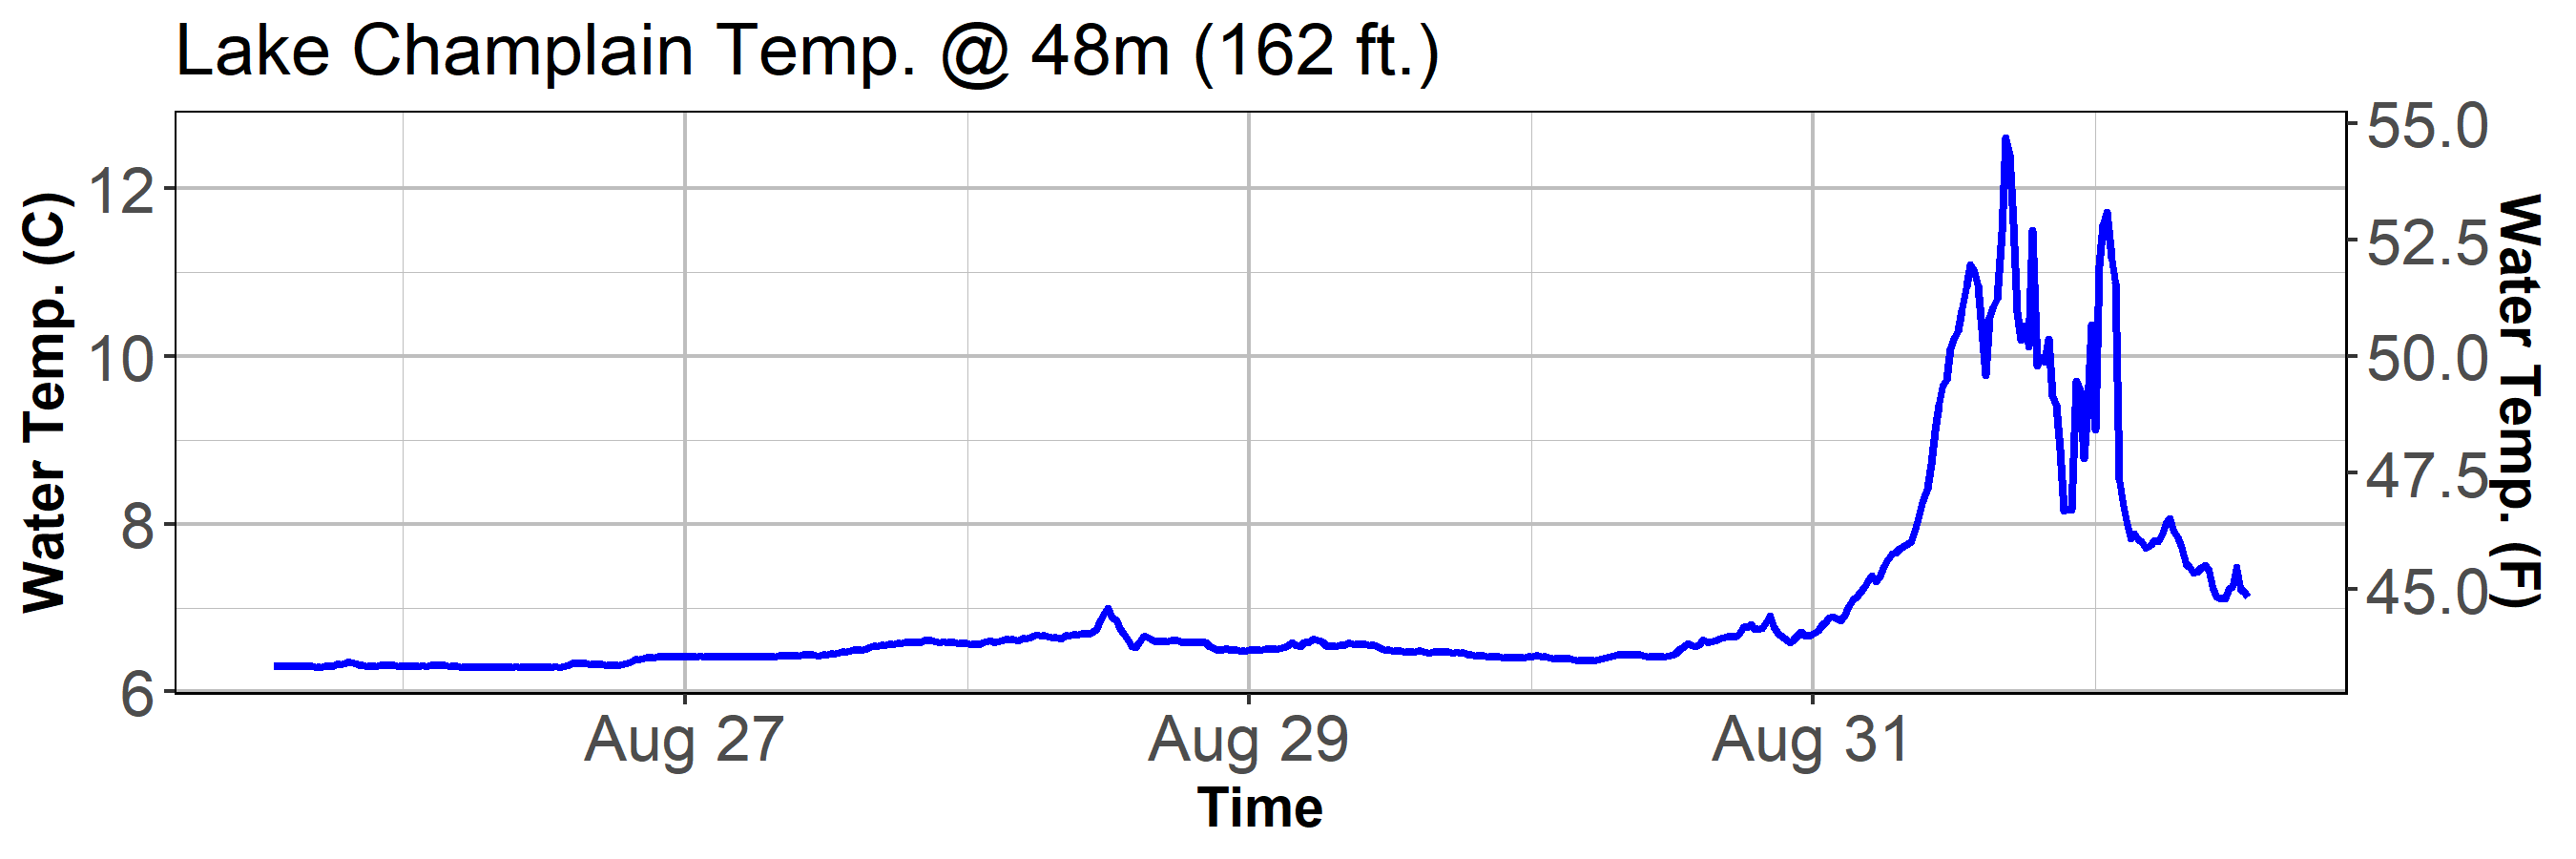 Lake Champlain Temp. @ 48m (162 ft.)
Water Temp. (C)
12
10
8
6
55.0
52.5
50.0
47.5
45.0
Water Temp. (F)
Aug 27
Aug 29
Aug 31
Time